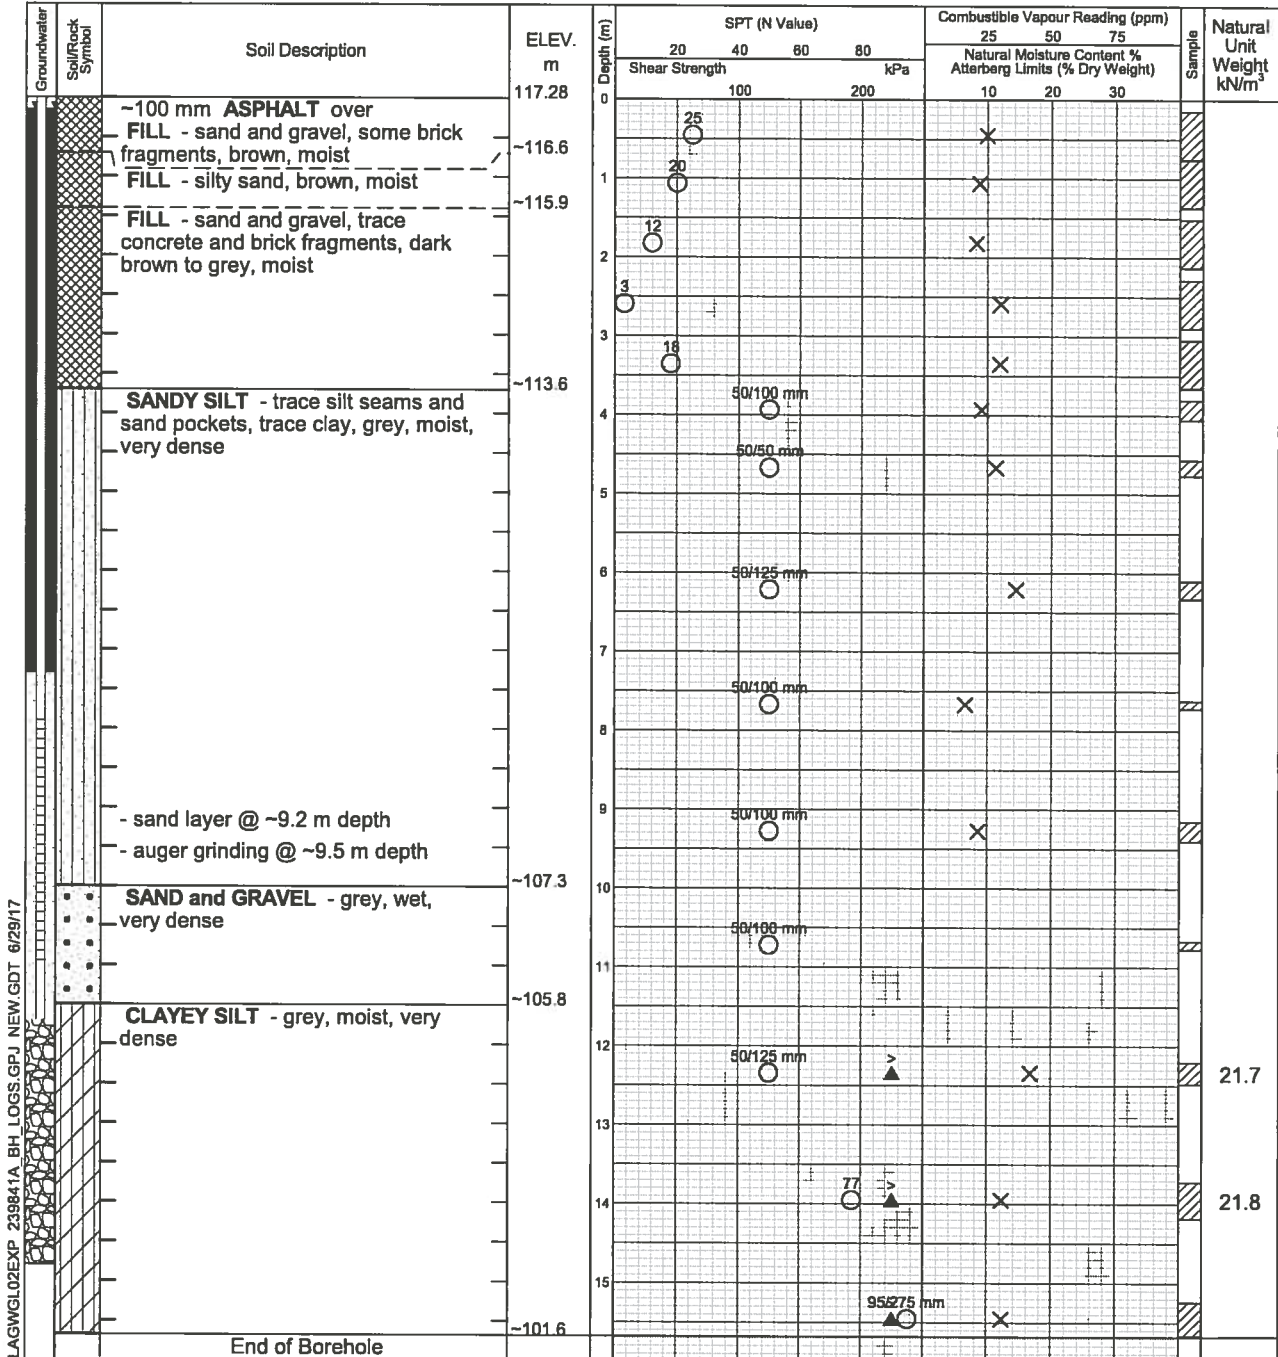 Groundwater
Soil/Rock
Symbol
Soil Description
ELEV.
m
117.28
Depth (m)
SPT (N Value)
20 40 60 80
Shear Strength kPa
100 200
Combustible Vapour Reading (ppm)
25 50 75
Natural Moisture Content %
Atterberg Limits (% Dry Weight)
10 20 30
Sample
Natural
Unit
Weight
kN/m³
~100 mm ASPHALT over
FILL - sand and gravel, some brick
fragments, brown, moist
~116.6
FILL - silty sand, brown, moist
~115.9
FILL - sand and gravel, trace
concrete and brick fragments, dark
brown to grey, moist
~113.6
SANDY SILT - trace silt seams and
sand pockets, trace clay, grey, moist,
very dense
- sand layer @ ~9.2 m depth
- auger grinding @ ~9.5 m depth
~107.3
SAND and GRAVEL - grey, wet,
very dense
~105.8
CLAYEY SILT - grey, moist, very
dense
~101.6
End of Borehole
0
25
20
1
12
2
3
3
18
50/100 mm
4
50/50 mm
5
6
50/125 mm
7
50/100 mm
8
9
50/100 mm
10
50/100 mm
11
12
50/125 mm
>
21.7
13
77
>
14
21.8
15
275 mm
LAGWGL02EXP 239841A_BH_LOGS.GPJ NEW.GDT 6/29/17